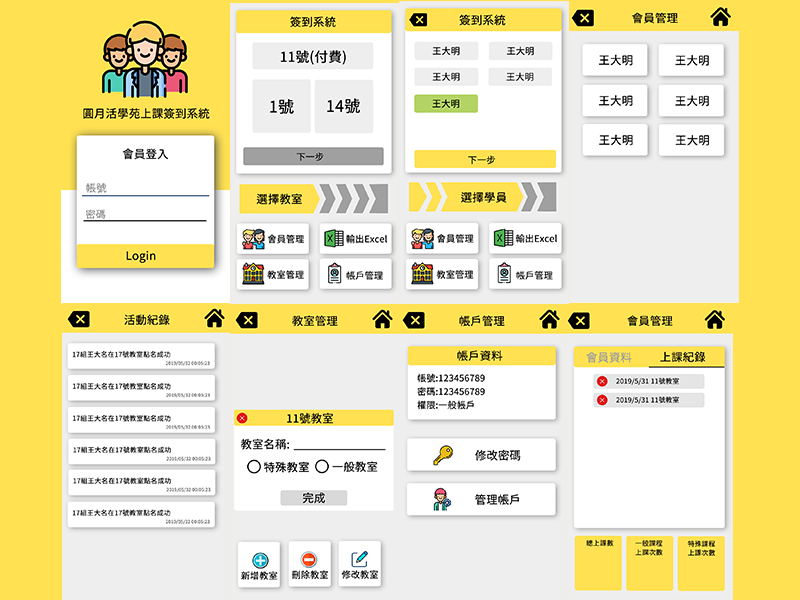 圓月活學苑上課簽到系統
會員登入
帳號
密碼
Login
簽到系統
11號(付費)
1號
14號
下一步
選擇教室
會員管理
輸出Excel
教室管理
帳戶管理
簽到系統
王大明
王大明
王大明
王大明
王大明
下一步
選擇學員
會員管理
輸出Excel
教室管理
帳戶管理
會員管理
王大明
王大明
王大明
王大明
王大明
王大明
活動紀錄
17組王大名在17號教室點名成功
2019/05/32 08:05:23
17組王大名在17號教室點名成功
2019/05/32 08:05:23
17組王大名在17號教室點名成功
2019/05/32 08:05:23
17組王大名在17號教室點名成功
2019/05/32 08:05:23
17組王大名在17號教室點名成功
2019/05/32 08:05:23
17組王大名在17號教室點名成功
2019/05/32 08:05:23
教室管理
11號教室
教室名稱:
特殊教室
一般教室
完成
新增教室
刪除教室
修改教室
帳戶管理
帳戶資料
帳號:123456789
密碼:123456789
權限:一般帳戶
修改密碼
管理帳戶
會員管理
會員資料
上課紀錄
2019/5/31 11號教室
2019/5/31 11號教室
總上課數
一般課程
上課次數
特殊課程
上課次數